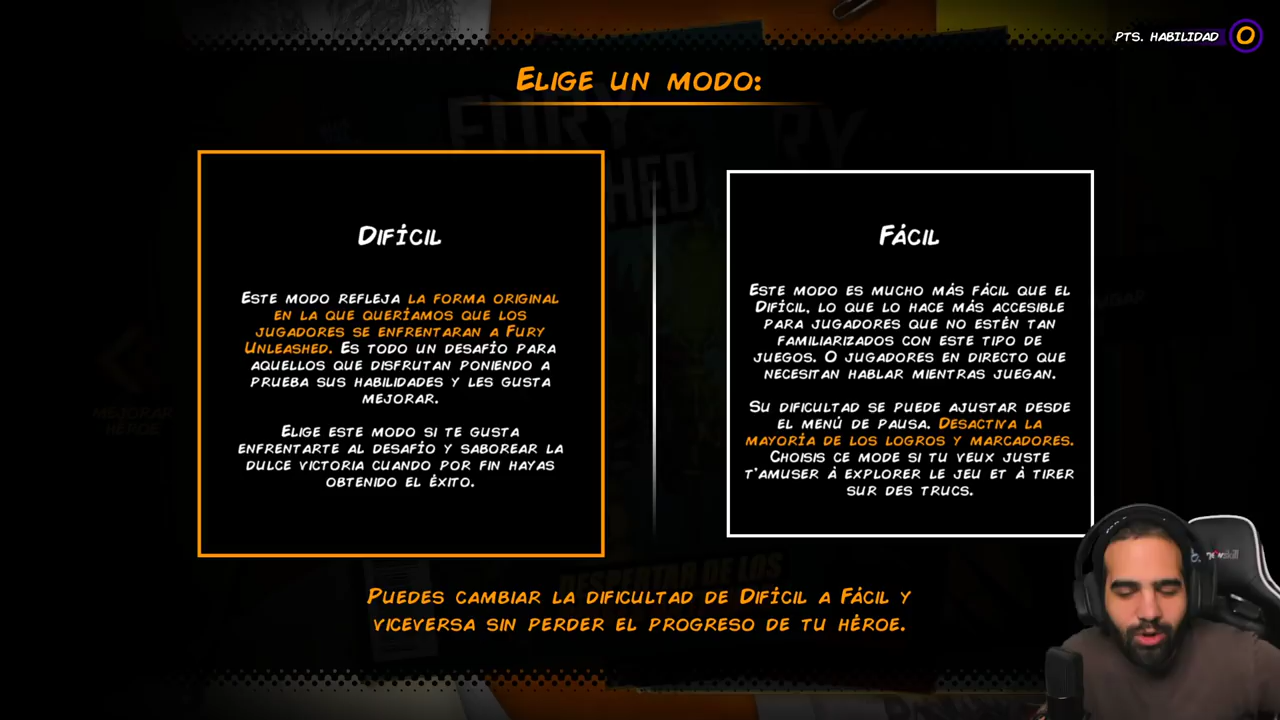 PTS. HABILIDAD 0
ELIGE UN MODO:
DIFÍCIL
ESTE MODO REFLEJA LA FORMA ORIGINAL
EN LA QUE QUERÍAMOS QUE LOS
JUGADORES SE ENFRENTARAN A FURY
UNLEASHED. ES TODO UN DESAFÍO PARA
AQUELLOS QUE DISFRUTAN PONIENDO A
PRUEBA SUS HABILIDADES Y LES GUSTA
MEJORAR.
ELIGE ESTE MODO SI TE GUSTA
ENFRENTARTE AL DESAFÍO Y SABOREAR LA
DULCE VICTORIA CUANDO POR FIN HAYAS
OBTENIDO EL ÉXITO.
FÁCIL
ESTE MODO ES MUCHO MÁS FÁCIL QUE EL
DIFÍCIL, LO QUE LO HACE MÁS ACCESIBLE
PARA JUGADORES QUE NO ESTÉN TAN
FAMILIARIZADOS CON ESTE TIPO DE
JUEGOS. O JUGADORES EN DIRECTO QUE
NECESITAN HABLAR MIENTRAS JUEGAN.
SU DIFICULTAD SE PUEDE AJUSTAR DESDE
EL MENÚ DE PAUSA. DESACTIVA LA
MAYORÍA DE LOS LOGROS Y MARCADORES.
CHOISIS CE MODE SI TU VEUX JUSTE
T'AMUSER À EXPLORER LE JEU ET À TIRER
SUR DES TRUCS.
MEJORAR
HÉROE
DESPERTAR DE LOS
PUEDES CAMBIAR LA DIFICULTAD DE DIFÍCIL A FÁCIL Y
VICEVERSA SIN PERDER EL PROGRESO DE TU HÉROE.